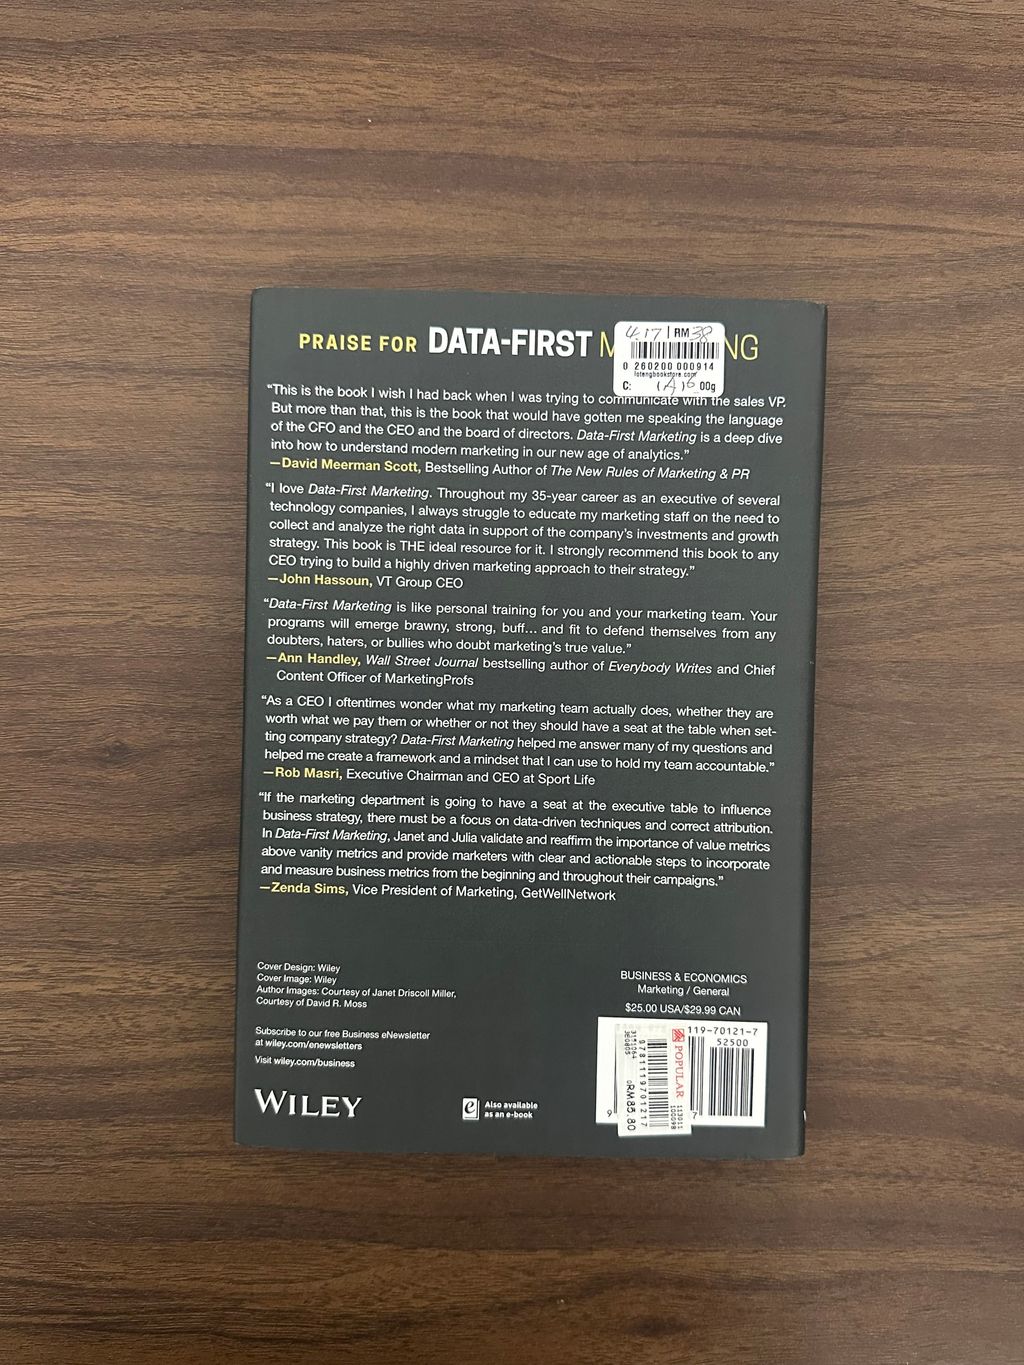 PRAISE FOR DATA-FIRST M NG
4.17 RM 38
0 260200 000914
lotengbookstore.com
C: 00g
“This is the book I wish I had back when I was trying to communicate with the sales VP.
But more than that, this is the book that would have gotten me speaking the language
of the CFO and the CEO and the board of directors. Data-First Marketing is a deep dive
into how to understand modern marketing in our new age of analytics.”
—David Meerman Scott, Bestselling Author of The New Rules of Marketing & PR
“I love Data-First Marketing. Throughout my 35-year career as an executive of several
technology companies, I always struggle to educate my marketing staff on the need to
collect and analyze the right data in support of the company’s investments and growth
strategy. This book is THE ideal resource for it. I strongly recommend this book to any
CEO trying to build a highly driven marketing approach to their strategy.”
—John Hassoun, VT Group CEO
“Data-First Marketing is like personal training for you and your marketing team. Your
programs will emerge brawny, strong, buff... and fit to defend themselves from any
doubters, haters, or bullies who doubt marketing’s true value.”
—Ann Handley, Wall Street Journal bestselling author of Everybody Writes and Chief
Content Officer of MarketingProfs
“As a CEO I oftentimes wonder what my marketing team actually does, whether they are
worth what we pay them or whether or not they should have a seat at the table when set-
ting company strategy? Data-First Marketing helped me answer many of my questions and
helped me create a framework and a mindset that I can use to hold my team accountable.”
—Rob Masri, Executive Chairman and CEO at Sport Life
“If the marketing department is going to have a seat at the executive table to influence
business strategy, there must be a focus on data-driven techniques and correct attribution.
In Data-First Marketing, Janet and Julia validate and reaffirm the importance of value metrics
above vanity metrics and provide marketers with clear and actionable steps to incorporate
and measure business metrics from the beginning and throughout their campaigns.”
—Zenda Sims, Vice President of Marketing, GetWellNetwork
Cover Design: Wiley
Cover Image: Wiley
Author Images: Courtesy of Janet Driscoll Miller,
Courtesy of David R. Moss
Subscribe to our free Business eNewsletter
at wiley.com/enewsletters
Visit wiley.com/business
WILEY
e Also available
as an e-book
BUSINESS & ECONOMICS
Marketing / General
$25.00 USA/$29.99 CAN
119-70121-7
52500
9 7
POPULAR
9781119701217
RM83.80